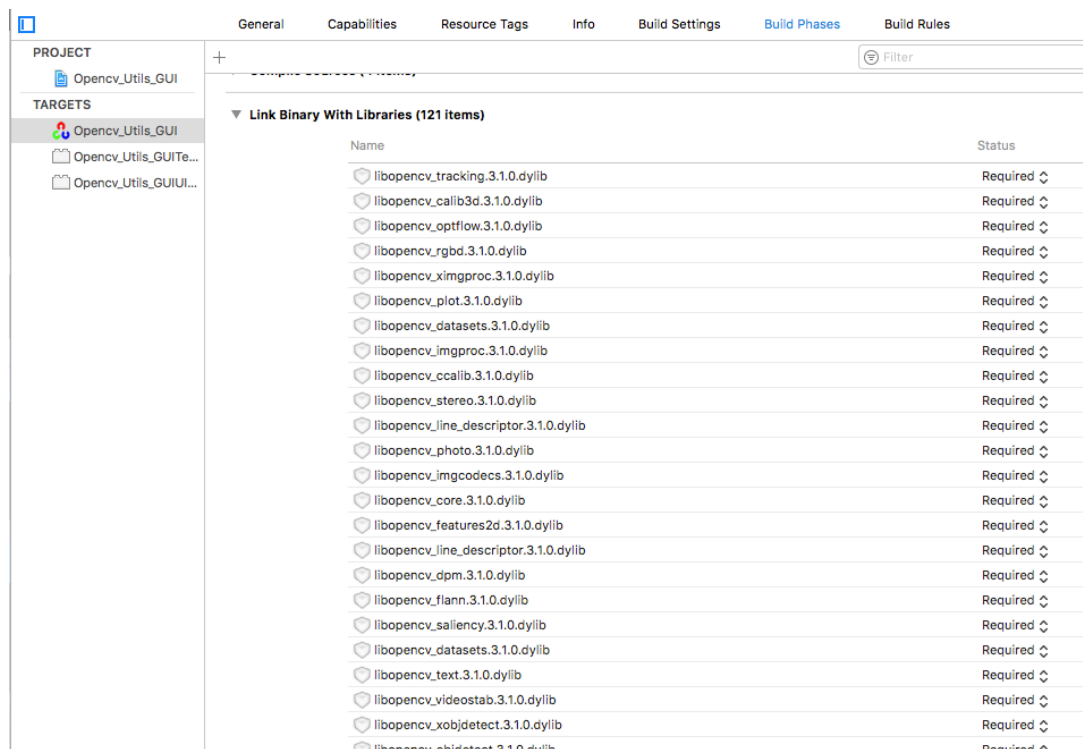 General Capabilities Resource Tags Info Build Settings Build Phases Build Rules
PROJECT
Opencv_Utils_GUI
TARGETS
Opencv_Utils_GUI
Opencv_Utils_GUITe...
Opencv_Utils_GUIUI...
+ Filter
Link Binary With Libraries (121 items)
Name Status
libopencv_tracking.3.1.0.dylib Required
libopencv_calib3d.3.1.0.dylib Required
libopencv_optflow.3.1.0.dylib Required
libopencv_rgbd.3.1.0.dylib Required
libopencv_ximgproc.3.1.0.dylib Required
libopencv_plot.3.1.0.dylib Required
libopencv_datasets.3.1.0.dylib Required
libopencv_imgproc.3.1.0.dylib Required
libopencv_ccalib.3.1.0.dylib Required
libopencv_stereo.3.1.0.dylib Required
libopencv_line_descriptor.3.1.0.dylib Required
libopencv_photo.3.1.0.dylib Required
libopencv_imgcodecs.3.1.0.dylib Required
libopencv_core.3.1.0.dylib Required
libopencv_features2d.3.1.0.dylib Required
libopencv_line_descriptor.3.1.0.dylib Required
libopencv_dpm.3.1.0.dylib Required
libopencv_flann.3.1.0.dylib Required
libopencv_saliency.3.1.0.dylib Required
libopencv_datasets.3.1.0.dylib Required
libopencv_text.3.1.0.dylib Required
libopencv_videostab.3.1.0.dylib Required
libopencv_xobjdetect.3.1.0.dylib Required